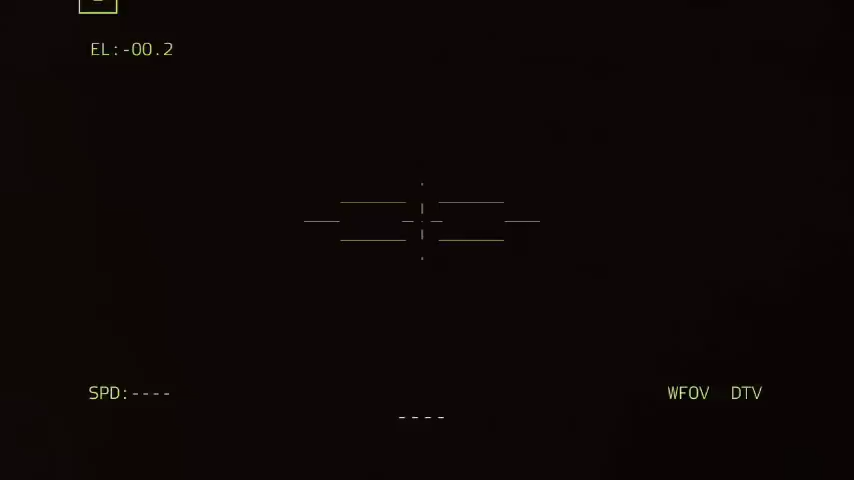 EL:-00.2
SPD:----
WFOV DTV
----